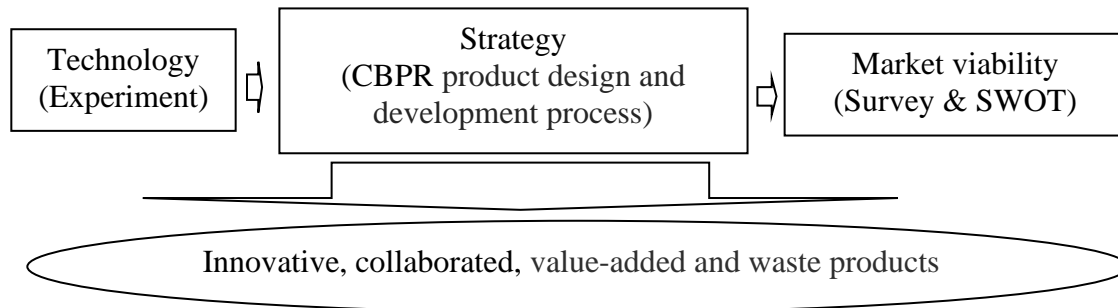 Technology
(Experiment)
Strategy
(CBPR product design and
development process)
Market viability
(Survey & SWOT)
Innovative, collaborated, value-added and waste products